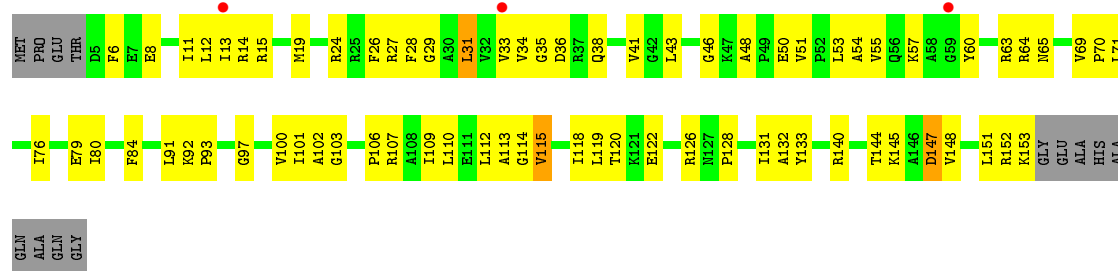 MET PRO GLU THR D5 F6 E7 E8 I11 L12 I13 R14 R15 M19 R24 R25 F26 R27 F28 G29 A30 L31 V32 V33 V34 G35 D36 R37 Q38 V41 G42 L43 G46 K47 A48 P49 E50 V51 P52 L53 A54 V55 Q56 K57 A58 G59 Y60 R63 R64 N65 V69 P70 L71
I76 E79 I80 F84 L91 K92 P93 G97 V100 I101 A102 G103 P106 R107 A108 I109 L110 E111 L112 A113 G114 V115 I118 L119 T120 K121 E122 R126 N127 P128 I131 A132 Y133 R140 T144 K145 A146 D147 V148 L151 R152 K153 GLY GLU ALA HIS ALA
GLN ALA GLN GLY